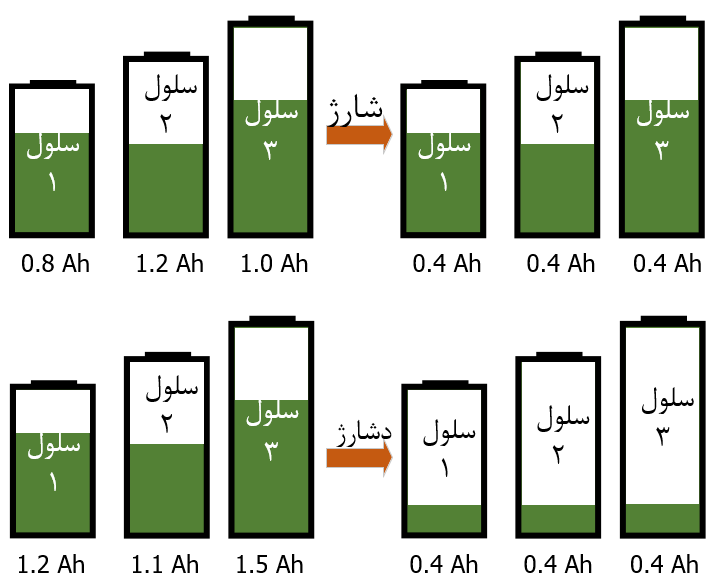 سلول
۱
سلول
۲
سلول
۳
شارژ
سلول
۱
سلول
۲
سلول
۳
0.8 Ah
1.2 Ah
1.0 Ah
0.4 Ah
0.4 Ah
0.4 Ah
سلول
۱
سلول
۲
سلول
۳
دشارژ
سلول
۱
سلول
۲
سلول
۳
1.2 Ah
1.1 Ah
1.5 Ah
0.4 Ah
0.4 Ah
0.4 Ah